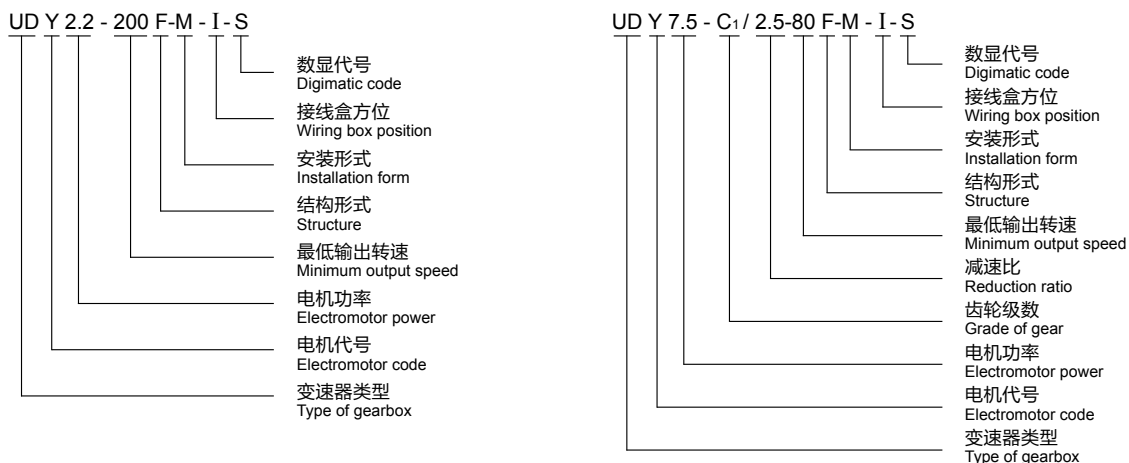 UD Y 2.2 - 200 F-M - I - S
数显代号
Digimatic code
接线盒方位
Wiring box position
安装形式
Installation form
结构形式
Structure
最低输出转速
Minimum output speed
电机功率
Electromotor power
电机代号
Electromotor code
变速器类型
Type of gearbox
UD Y 7.5 - C1 / 2.5-80 F-M - I - S
数显代号
Digimatic code
接线盒方位
Wiring box position
安装形式
Installation form
结构形式
Structure
最低输出转速
Minimum output speed
减速比
Reduction ratio
齿轮级数
Grade of gear
电机功率
Electromotor power
电机代号
Electromotor code
变速器类型
Type of gearbox